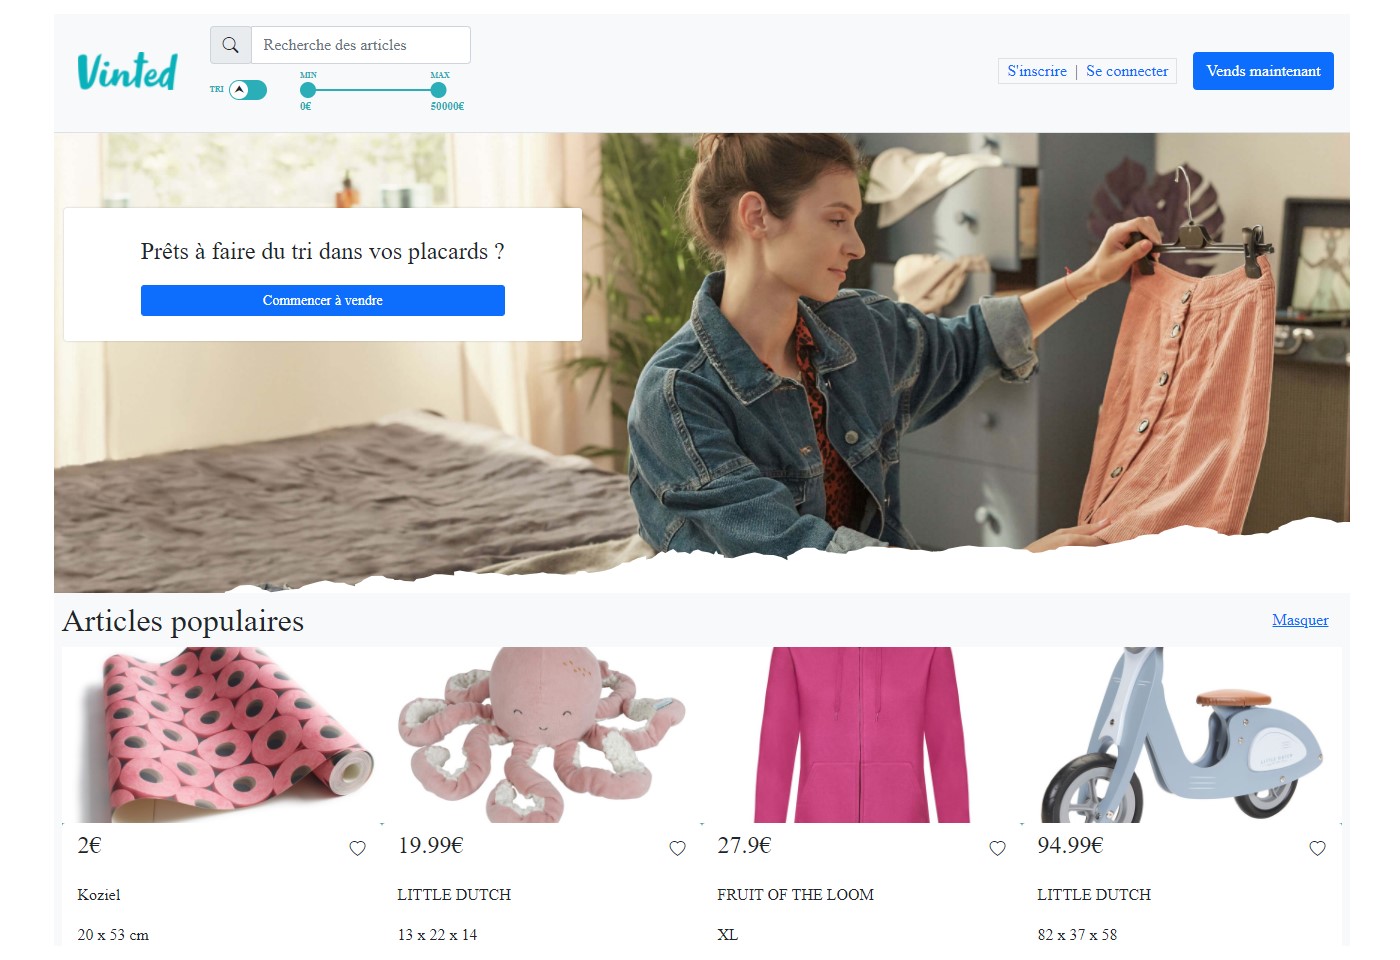 Vinted
Recherche des articles
TRI
MIN
MAX
0€
50000€
S'inscrire | Se connecter
Vends maintenant
Prêts à faire du tri dans vos placards ?
Commencer à vendre
Articles populaires
Masquer
2€
19.99€
27.9€
94.99€
Koziel
LITTLE DUTCH
FRUIT OF THE LOOM
LITTLE DUTCH
20 x 53 cm
13 x 22 x 14
XL
82 x 37 x 58